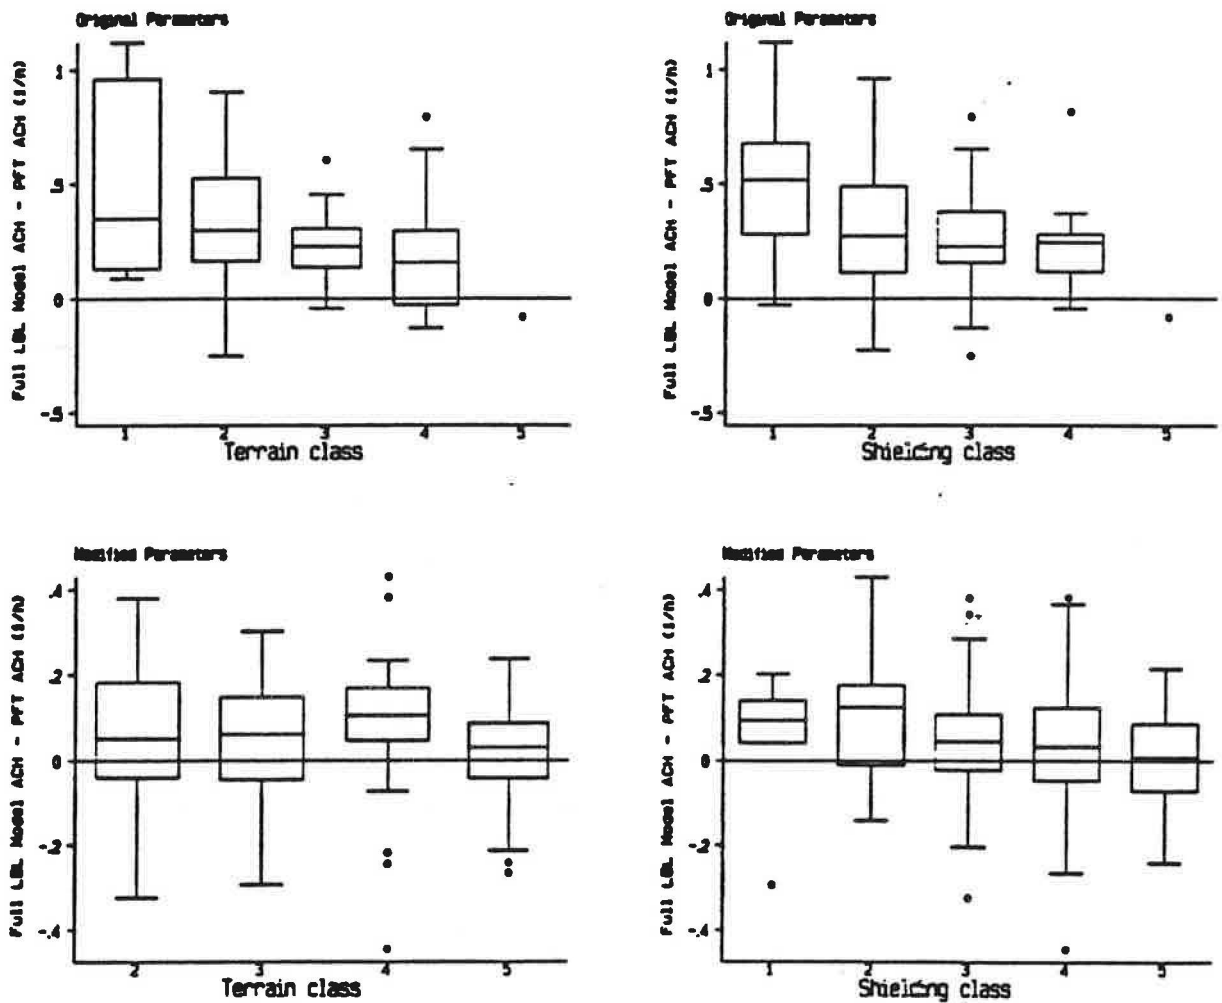 Original Parameters
Full LBL Model ACH - PFT ACH (1/h)
1
.5
0
-.5
1 2 3 4 5
Terrain class
Original Parameters
Full LBL Model ACH - PFT ACH (1/h)
1
.5
0
-.5
1 2 3 4 5
Shielding class
Modified Parameters
Full LBL Model ACH - PFT ACH (1/h)
.4
.2
0
-.2
-.4
2 3 4 5
Terrain class
Modified Parameters
Full LBL Model ACH - PFT ACH (1/h)
.4
.2
0
-.2
-.4
1 2 3 4 5
Shielding class